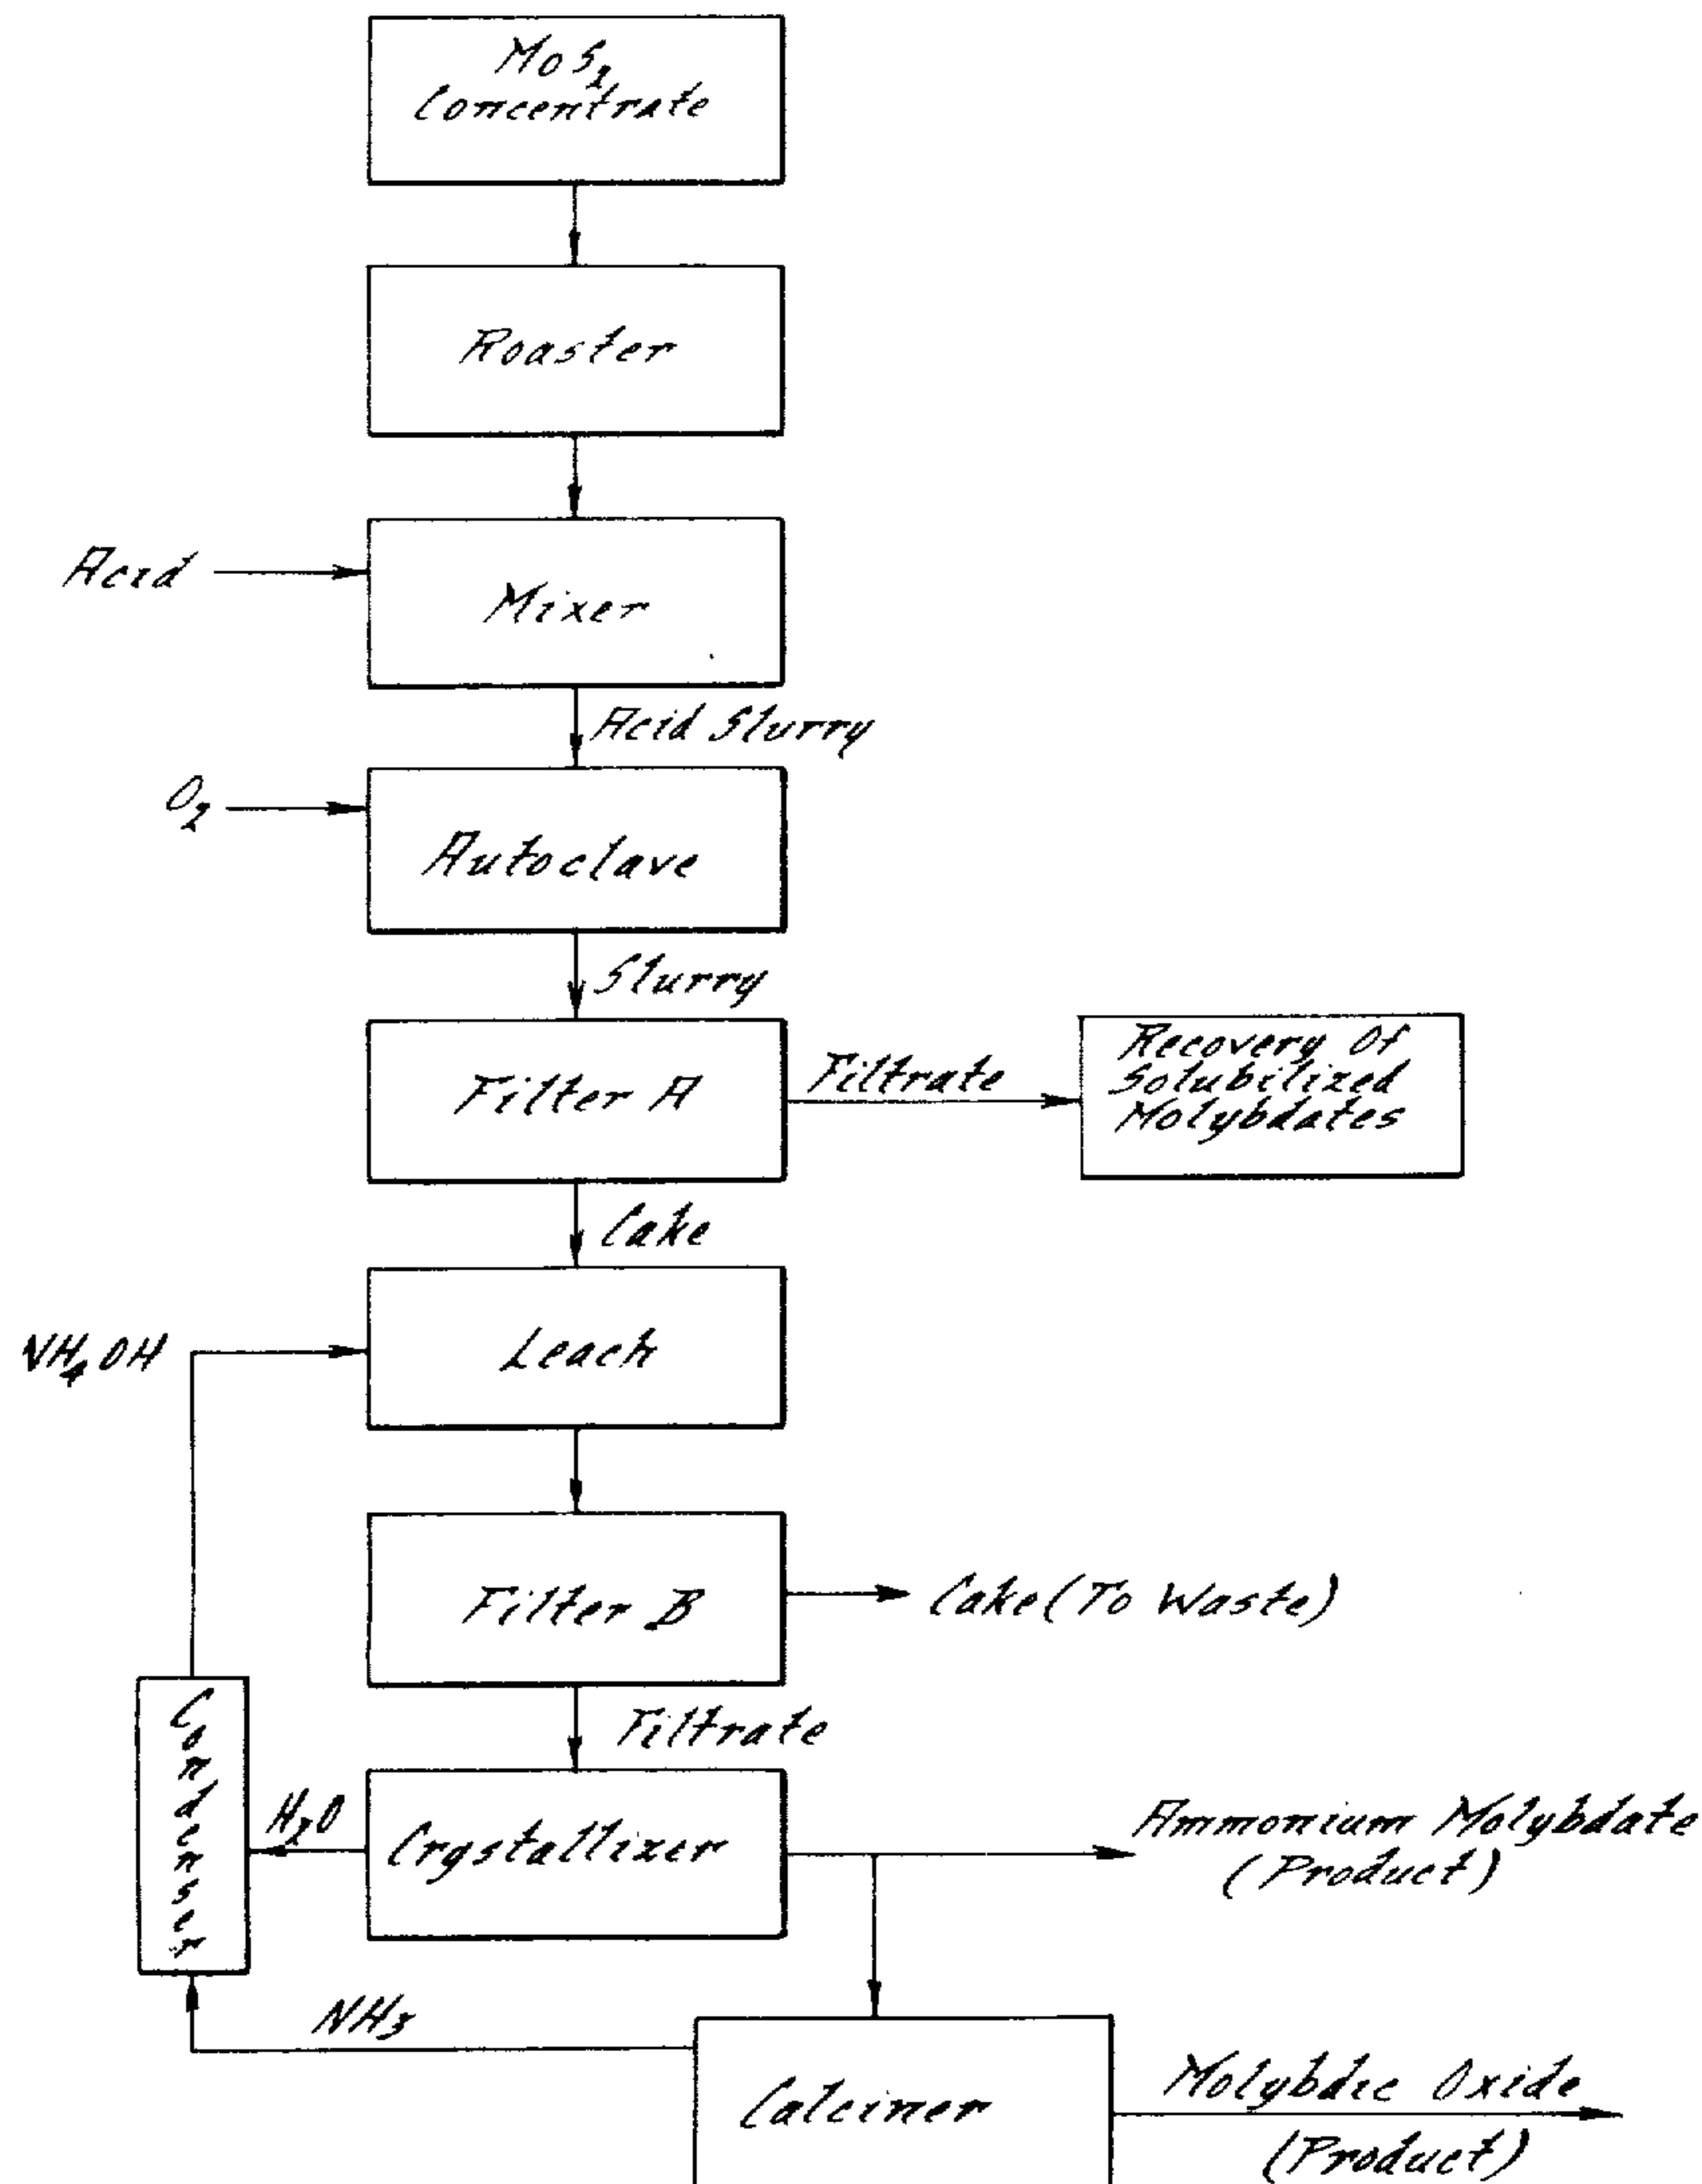 MoS2
Concentrate
Roaster
Acid
Mixer
Acid Slurry
O2
Autoclave
Slurry
Filter A
Filtrate
Recovery Of
Solubilized
Molybdates
Cake
NH4OH
Leach
Filter B
Cake (To Waste)
Filtrate
Condenser
H2O
Crystallizer
Ammonium Molybdate
(Product)
NH3
Calciner
Molybdic Oxide
(Product)